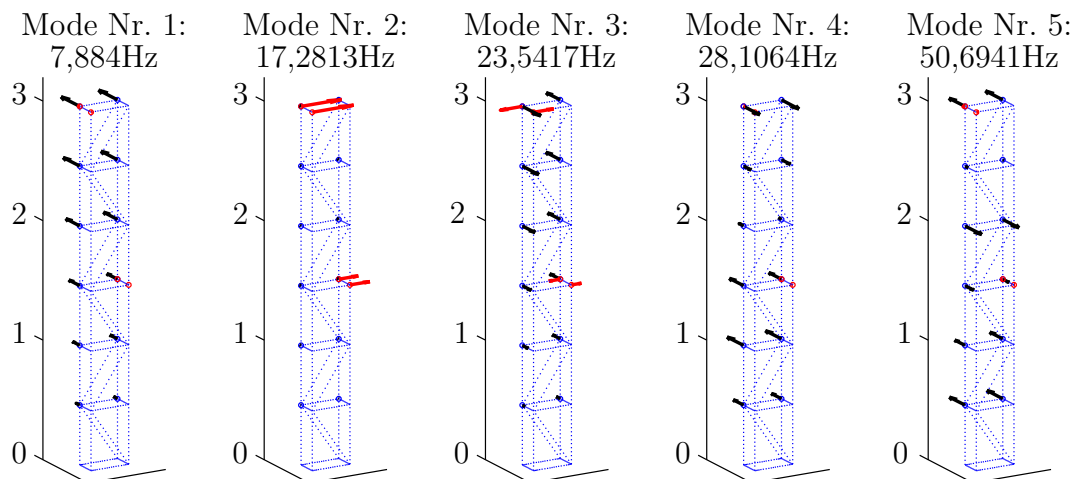 Mode Nr. 1: Mode Nr. 2: Mode Nr. 3: Mode Nr. 4: Mode Nr. 5:
7,884Hz 17,2813Hz 23,5417Hz 28,1064Hz 50,6941Hz
3 3 3 3 3
2 2 2 2 2
1 1 1 1 1
0 0 0 0 0